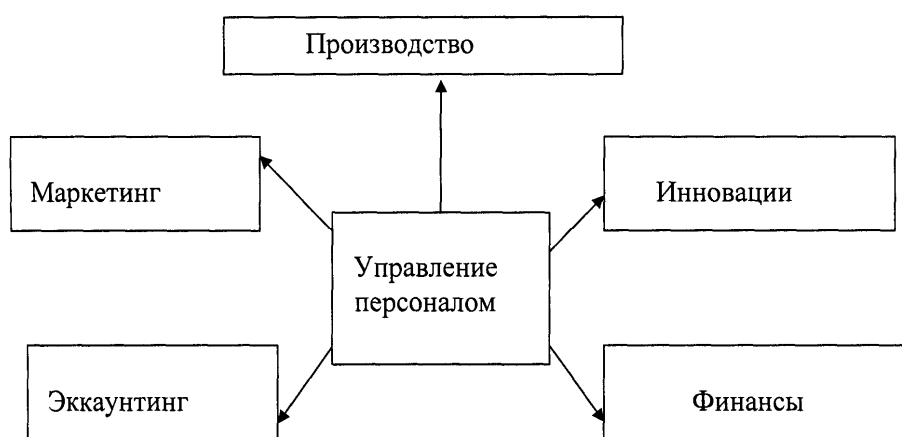 Производство
Маркетинг
Инновации
Управление
персоналом
Эккаунтинг
Финансы